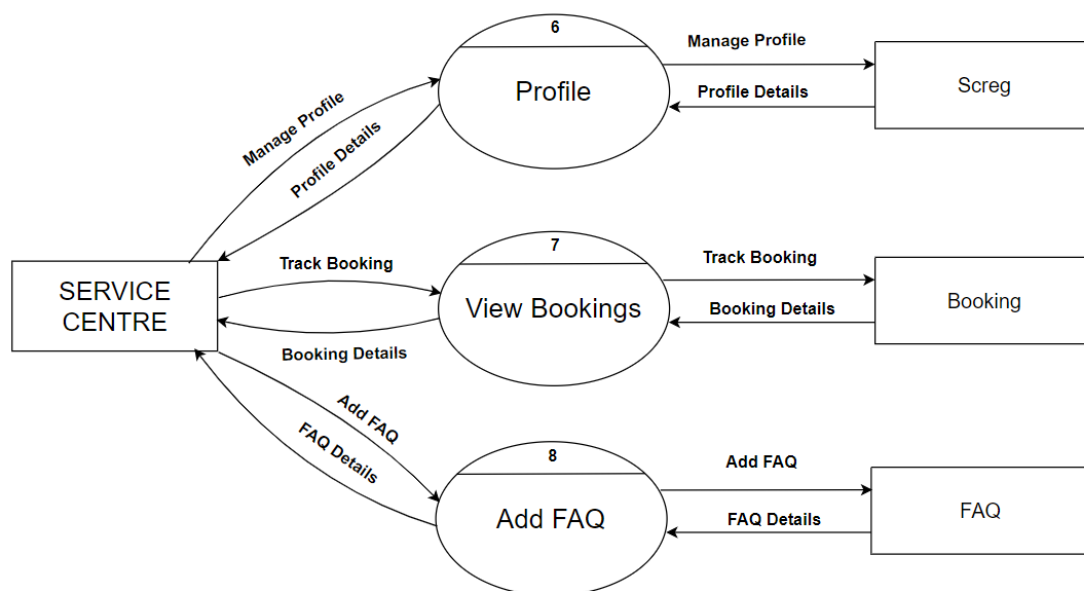 6
Profile
Manage Profile
Profile Details
Screg
Manage Profile
Profile Details
SERVICE
CENTRE
Track Booking
Booking Details
7
View Bookings
Track Booking
Booking Details
Booking
Add FAQ
FAQ Details
8
Add FAQ
Add FAQ
FAQ Details
FAQ